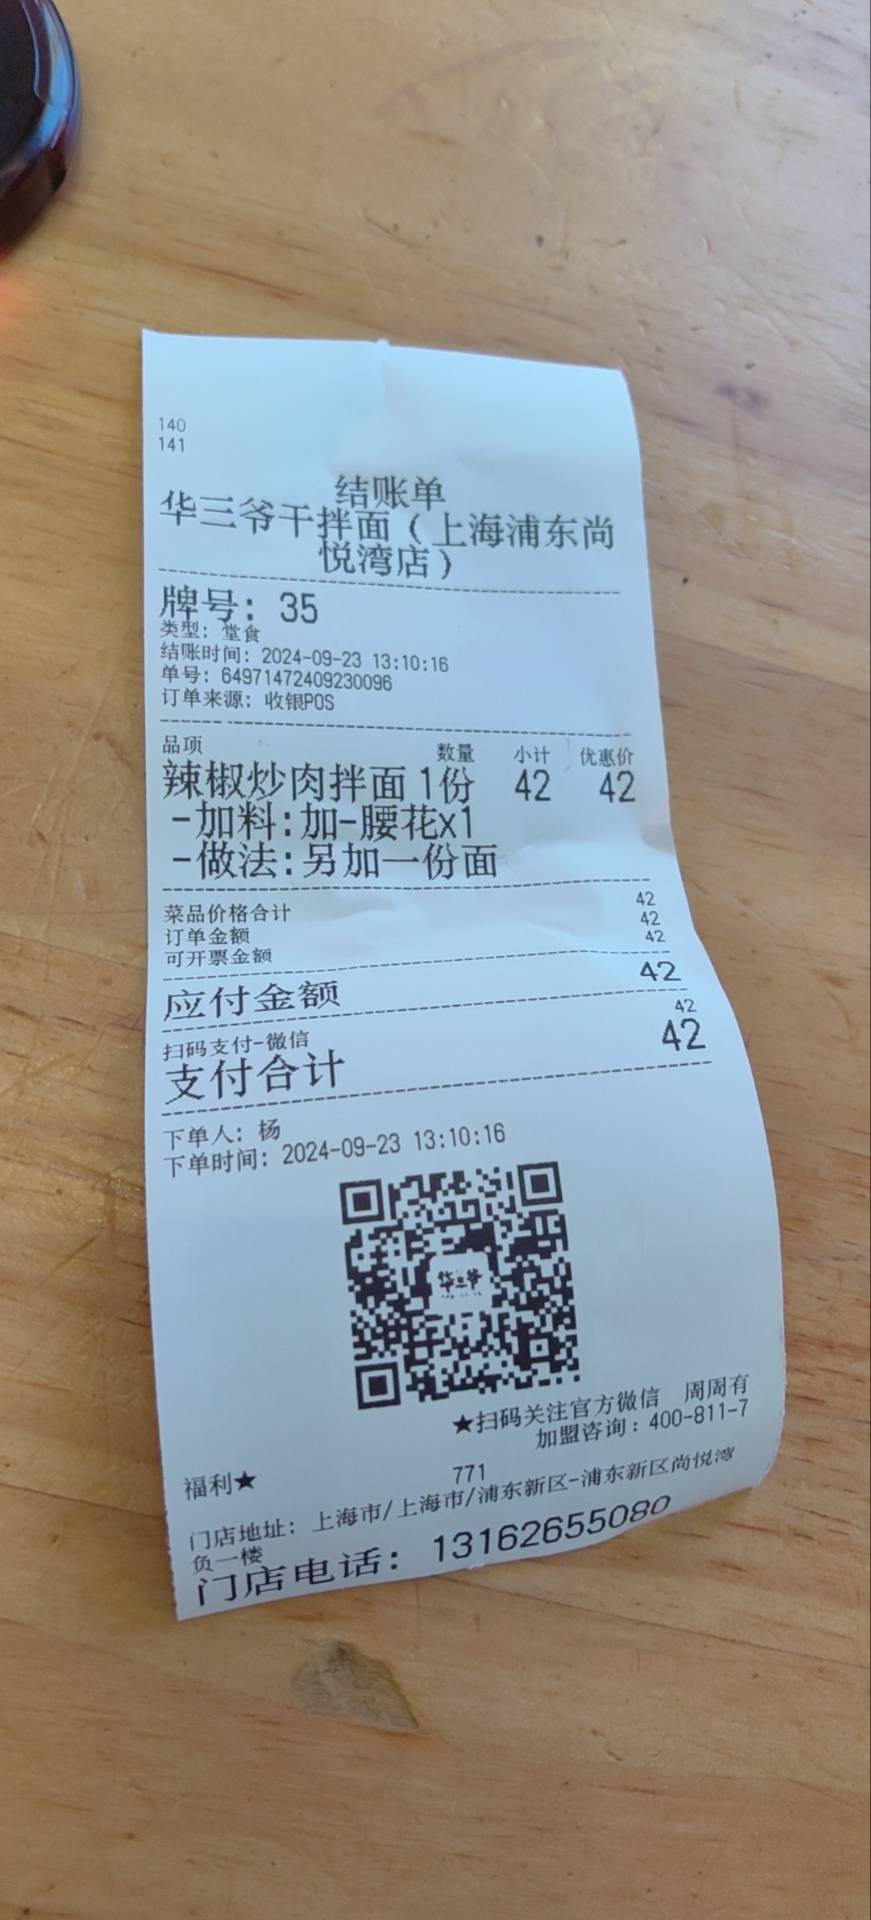 140
141
结账单
华三爷干拌面(上海浦东尚
悦湾店)
牌号: 35
类型: 堂食
结账时间: 2024-09-23 13:10:16
单号: 64971472409230096
订单来源: 收银POS
品项 数量 小计 优惠价
辣椒炒肉拌面 1份 42 42
-加料:加-腰花x1
-做法:另加一份面
菜品价格合计 42
订单金额 42
可开票金额 42
应付金额 42
扫码支付-微信 42
支付合计 42
下单人: 杨
下单时间: 2024-09-23 13:10:16
华三爷
★扫码关注官方微信 周周有
福利★
加盟咨询:400-811-7
771
门店地址: 上海市/上海市/浦东新区-浦东新区尚悦湾
负一楼
门店电话: 13162655080